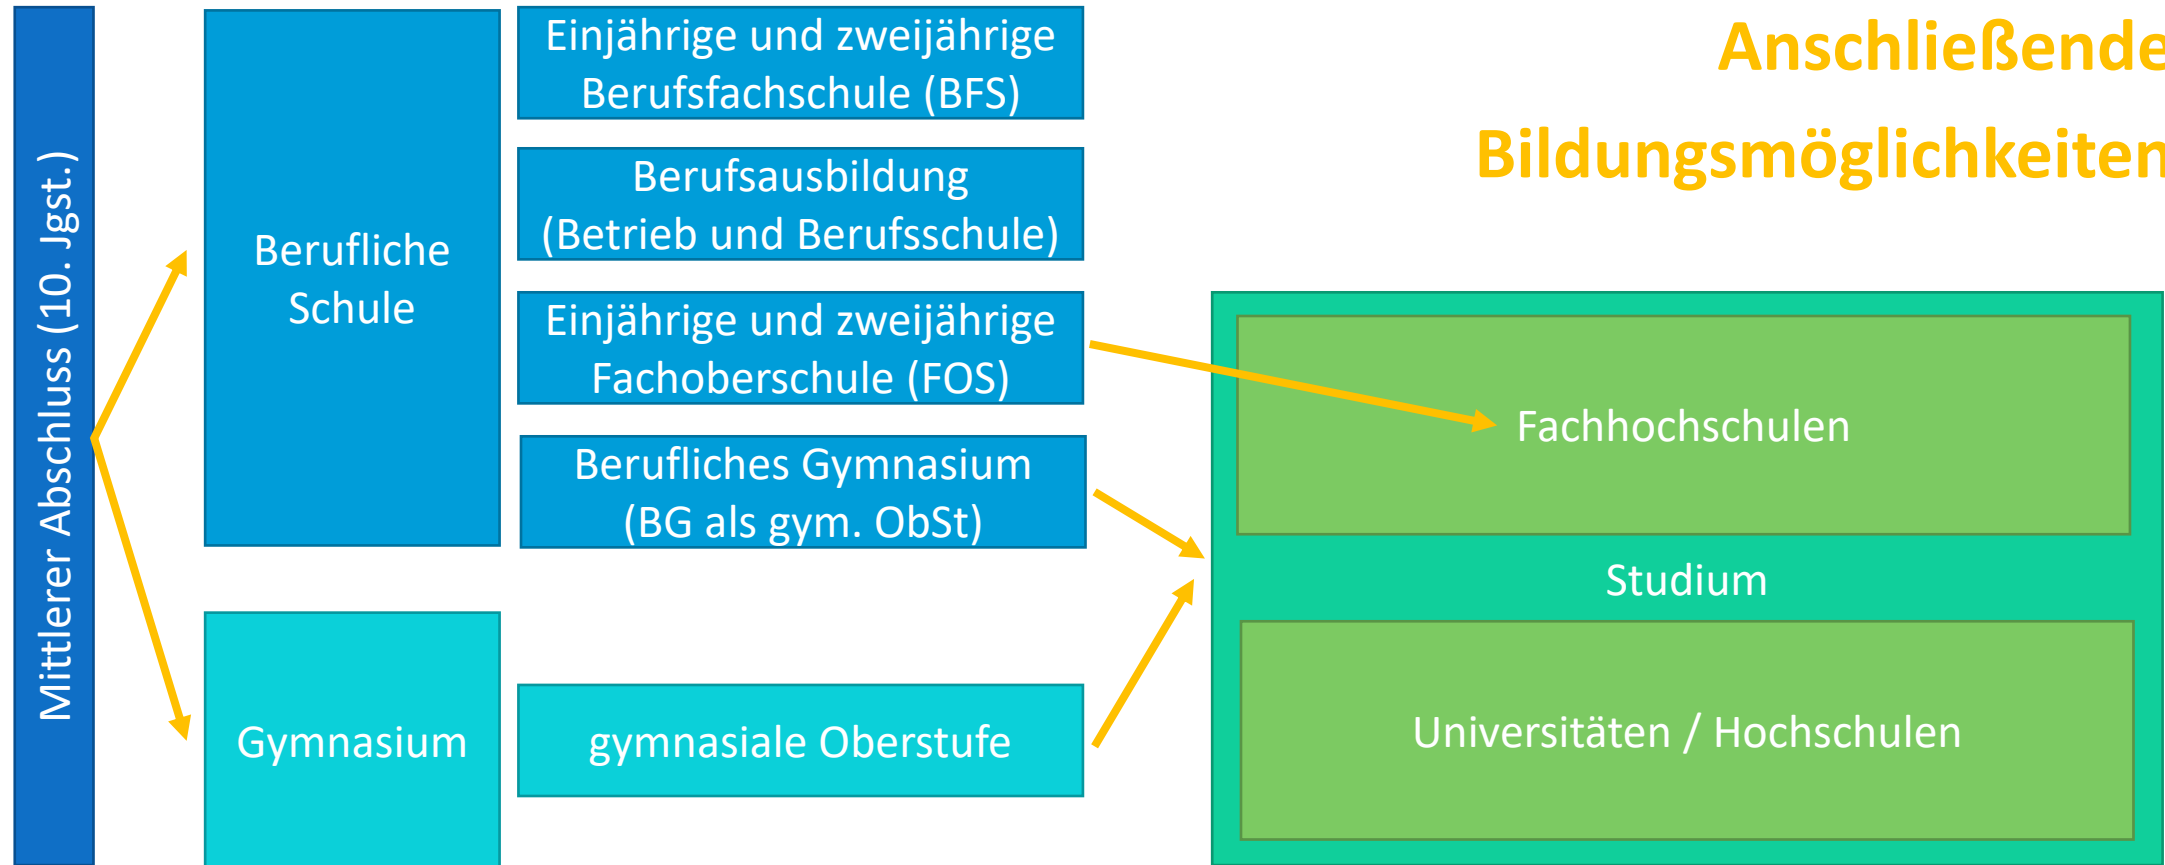 Anschließende
Bildungsmöglichkeiten
Mittlerer Abschluss (10. Jgst.)
Berufliche
Schule
Einjährige und zweijährige
Berufsfachschule (BFS)
Berufsausbildung
(Betrieb und Berufsschule)
Einjährige und zweijährige
Fachoberschule (FOS)
Berufliches Gymnasium
(BG als gym. ObSt)
Gymnasium
gymnasiale Oberstufe
Fachhochschulen
Studium
Universitäten / Hochschulen